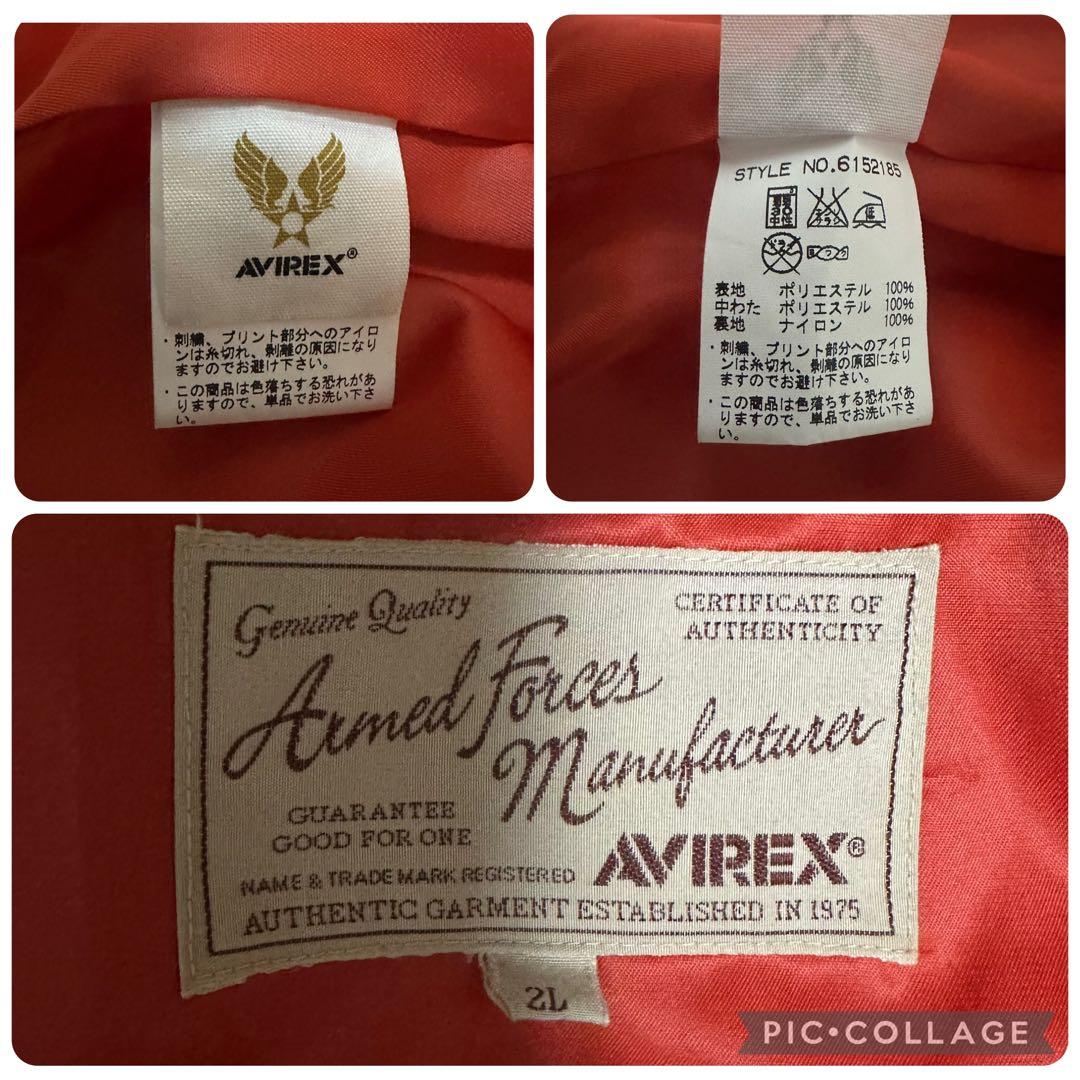 AVIREX®
・刺繍、プリント部分へのアイロ
ンは糸切れ、剝離の原因になり
ますのでお避け下さい。
・この商品は色落ちする恐れがあ
りますので、単品でお洗い下さ
い。
STYLE NO.6152185
30
中性
低
表地 ポリエステル 100%
中わた ポリエステル 100%
裏地 ナイロン 100%
・刺繍、プリント部分へのアイロ
ンは糸切れ、剝離の原因になり
ますのでお避け下さい。
・この商品は色落ちする恐れがあ
りますので、単品でお洗い下さ
い。
Genuine Quality
CERTIFICATE OF
AUTHENTICITY
Armed Forces
Manufacturer
GUARANTEE
GOOD FOR ONE
AVIREX®
NAME & TRADE MARK REGISTERED
AUTHENTIC GARMENT ESTABLISHED IN 1975
2L
PIC•COLLAGE